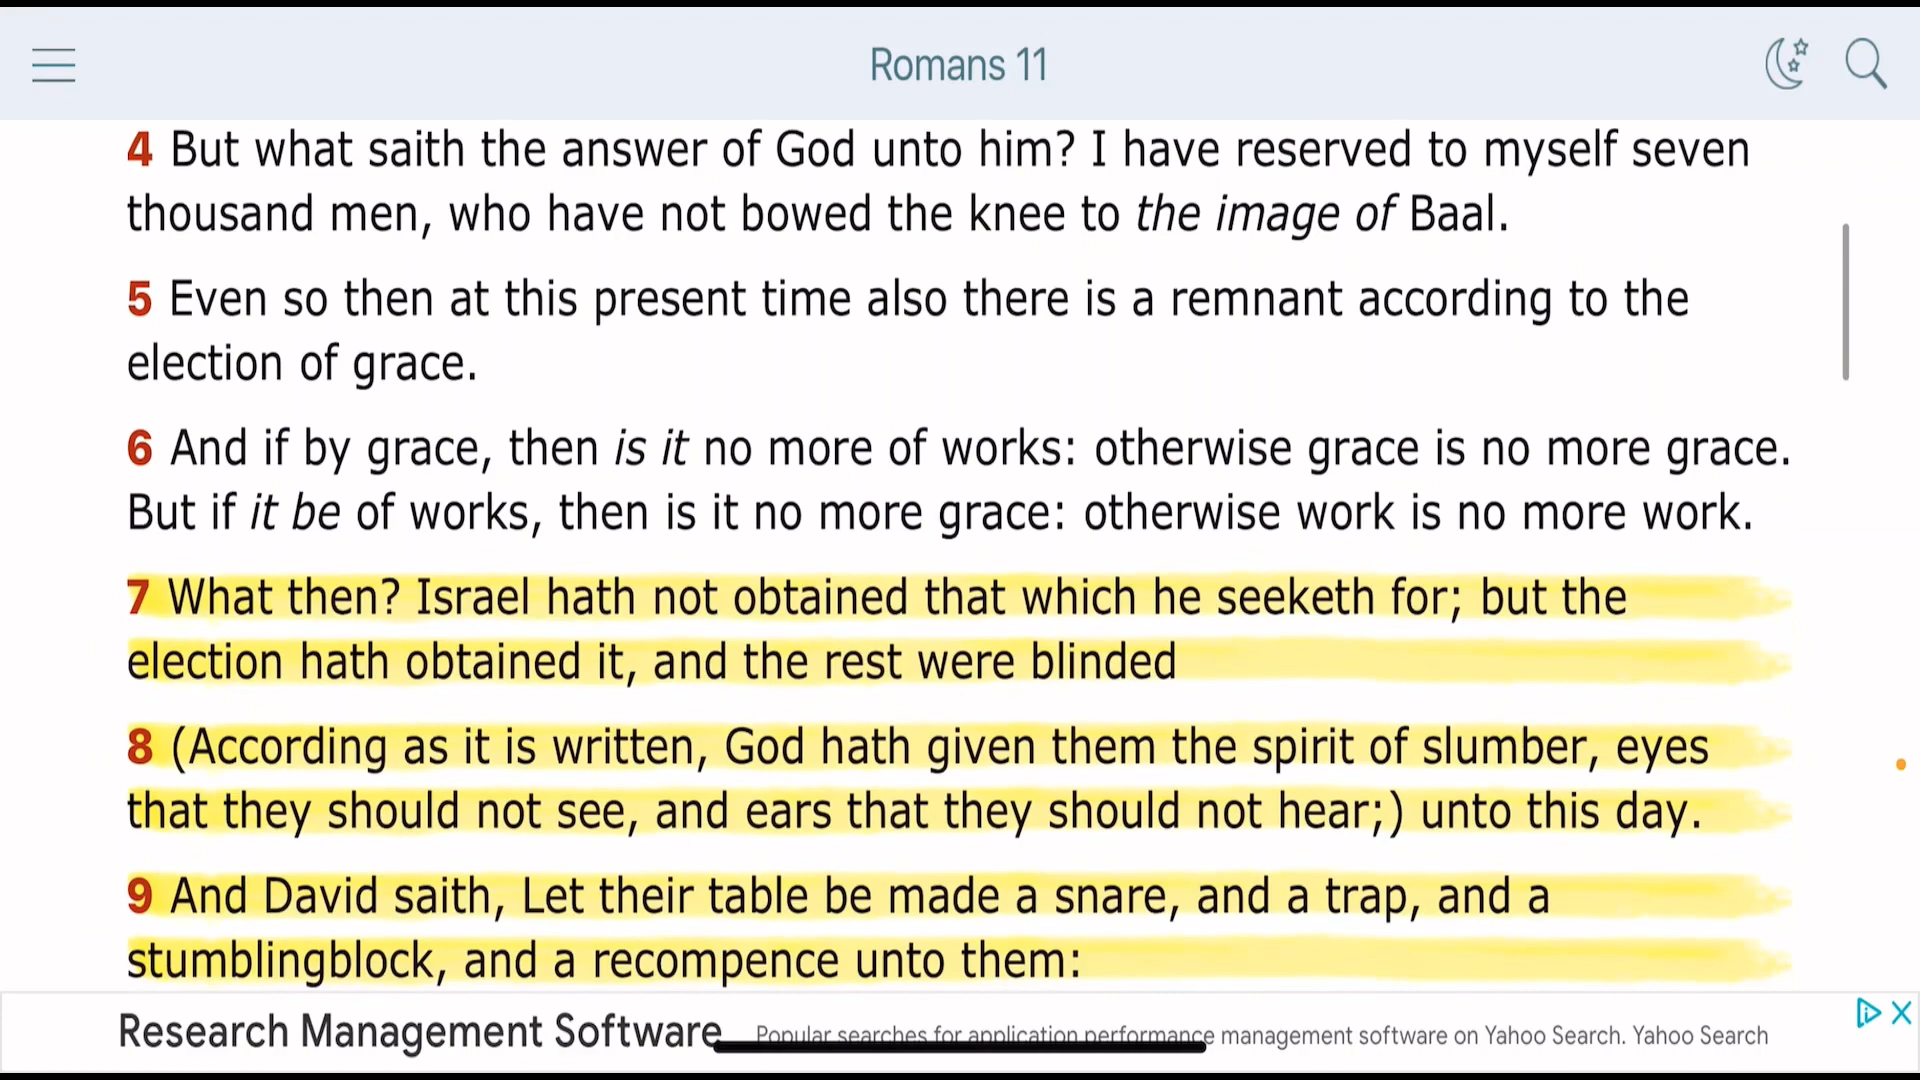 Romans 11
4 But what saith the answer of God unto him? I have reserved to myself seven
thousand men, who have not bowed the knee to the image of Baal.
5 Even so then at this present time also there is a remnant according to the
election of grace.
6 And if by grace, then is it no more of works: otherwise grace is no more grace.
But if it be of works, then is it no more grace: otherwise work is no more work.
7 What then? Israel hath not obtained that which he seeketh for; but the
election hath obtained it, and the rest were blinded
8 (According as it is written, God hath given them the spirit of slumber, eyes
that they should not see, and ears that they should not hear;) unto this day.
9 And David saith, Let their table be made a snare, and a trap, and a
stumblingblock, and a recompence unto them:
Research Management Software Popular searches for application performance management software on Yahoo Search. Yahoo Search